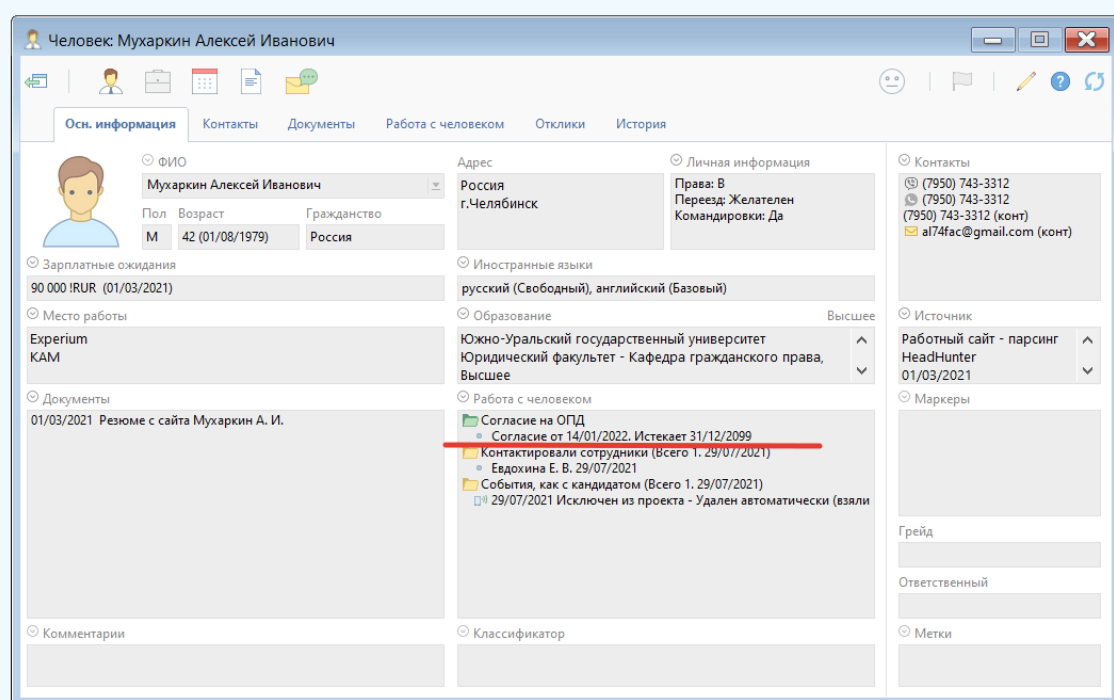 Человек: Мухаркин Алексей Иванович
Осн. информация Контакты Документы Работа с человеком Отклики История
ФИО
Мухаркин Алексей Иванович
Пол Возраст Гражданство
М 42 (01/08/1979) Россия
Адрес
Россия
г.Челябинск
Личная информация
Права: B
Переезд: Желателен
Командировки: Да
Контакты
(7950) 743-3312
(7950) 743-3312
(7950) 743-3312 (конт)
al74fac@gmail.com (конт)
Зарплатные ожидания
90 000 !RUR (01/03/2021)
Иностранные языки
русский (Свободный), английский (Базовый)
Место работы
Experium
КАМ
Образование Высшее
Южно-Уральский государственный университет
Юридический факультет - Кафедра гражданского права,
Высшее
Источник
Работный сайт - парсинг
HeadHunter
01/03/2021
Документы
01/03/2021 Резюме с сайта Мухаркин А. И.
Работа с человеком
Согласие на ОПД
Согласие от 14/01/2022. Истекает 31/12/2099
Контактировали сотрудники (Всего 1. 29/07/2021)
Евдохина Е. В. 29/07/2021
События, как с кандидатом (Всего 1. 29/07/2021)
29/07/2021 Исключен из проекта - Удален автоматически (взяли
Маркеры
Грейд
Ответственный
Комментарии
Классификатор
Метки